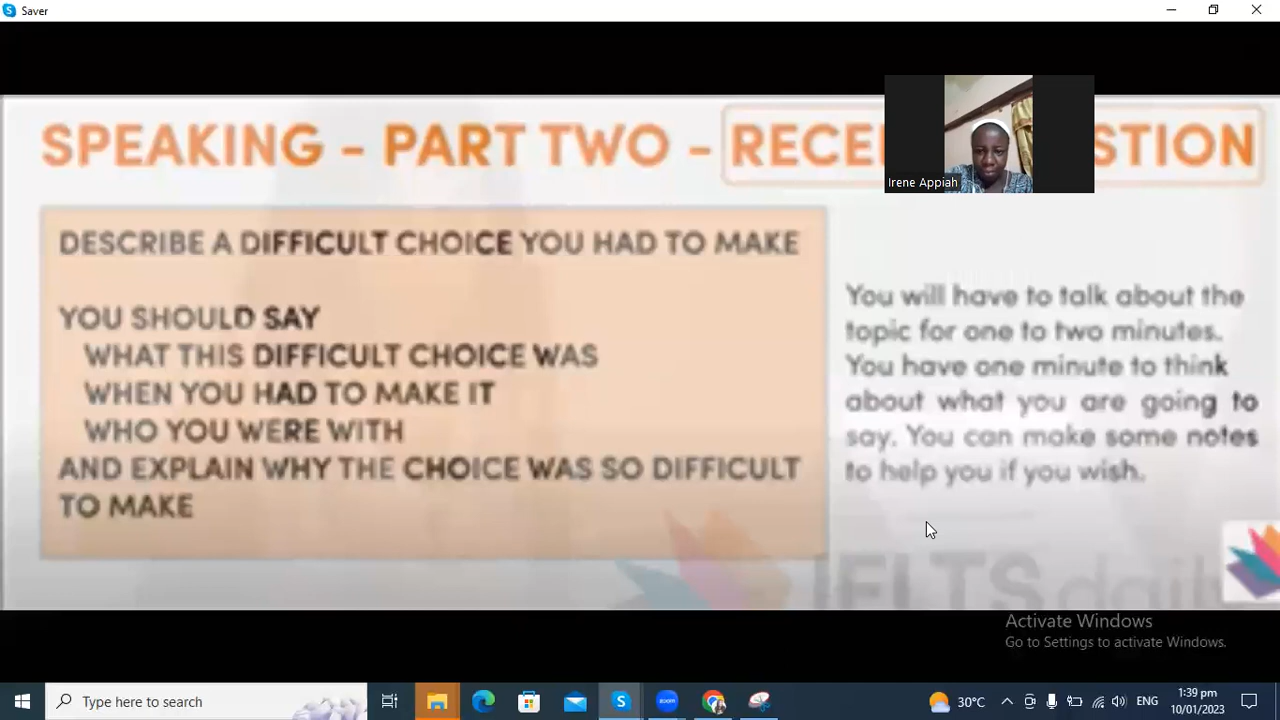 Saver
SPEAKING - PART TWO - RECE STION
Irene Appiah
DESCRIBE A DIFFICULT CHOICE YOU HAD TO MAKE
YOU SHOULD SAY
WHAT THIS DIFFICULT CHOICE WAS
WHEN YOU HAD TO MAKE IT
WHO YOU WERE WITH
AND EXPLAIN WHY THE CHOICE WAS SO DIFFICULT
TO MAKE
You will have to talk about the
topic for one to two minutes.
You have one minute to think
about what you are going to
say. You can make some notes
to help you if you wish.
IELTS daily
Activate Windows
Go to Settings to activate Windows.
Type here to search
zoom
30°C
ENG
1:39 pm
10/01/2023